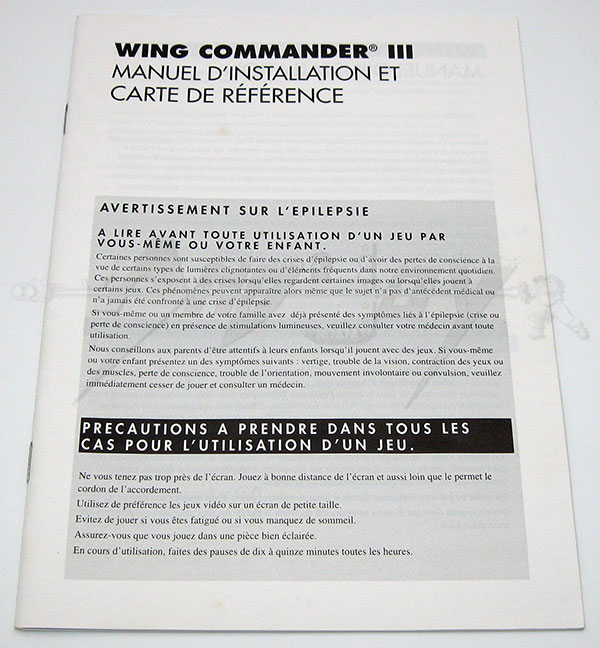 WING COMMANDER® III
MANUEL D'INSTALLATION ET
CARTE DE RÉFÉRENCE
AVERTISSEMENT SUR L'EPILEPSIE
A LIRE AVANT TOUTE UTILISATION D'UN JEU PAR
VOUS-MÊME OU VOTRE ENFANT.
Certaines personnes sont susceptibles de faire des crises d'épilepsie ou d'avoir des pertes de conscience à la
vue de certains types de lumières clignotantes ou d'éléments fréquents dans notre environnement quotidien.
Ces personnes s'exposent à des crises lorsqu'elles regardent certaines images ou lorsqu'elles jouent à
certains jeux. Ces phénomènes peuvent apparaître alors même que le sujet n'a pas d'antécédent médical ou
n'a jamais été confronté à une crise d'épilepsie.
Si vous-même ou un membre de votre famille avez déjà présenté des symptômes liés à l'épilepsie (crise ou
perte de conscience) en présence de stimulations lumineuses, veuillez consulter votre médecin avant toute
utilisation.
Nous conseillons aux parents d'être attentifs à leurs enfants lorsqu'il jouent avec des jeux. Si vous-même
ou votre enfant présentez un des symptômes suivants : vertige, trouble de la vision, contraction des yeux ou
des muscles, perte de conscience, trouble de l'orientation, mouvement involontaire ou convulsion, veuillez
immédiatement cesser de jouer et consulter un médecin.
PRECAUTIONS A PRENDRE DANS TOUS LES
CAS POUR L'UTILISATION D'UN JEU.
Ne vous tenez pas trop près de l'écran. Jouez à bonne distance de l'écran et aussi loin que le permet le
cordon de l'accordement.
Utilisez de préférence les jeux vidéo sur un écran de petite taille.
Evitez de jouer si vous êtes fatigué ou si vous manquez de sommeil.
Assurez-vous que vous jouez dans une pièce bien éclairée.
En cours d'utilisation, faites des pauses de dix à quinze minutes toutes les heures.